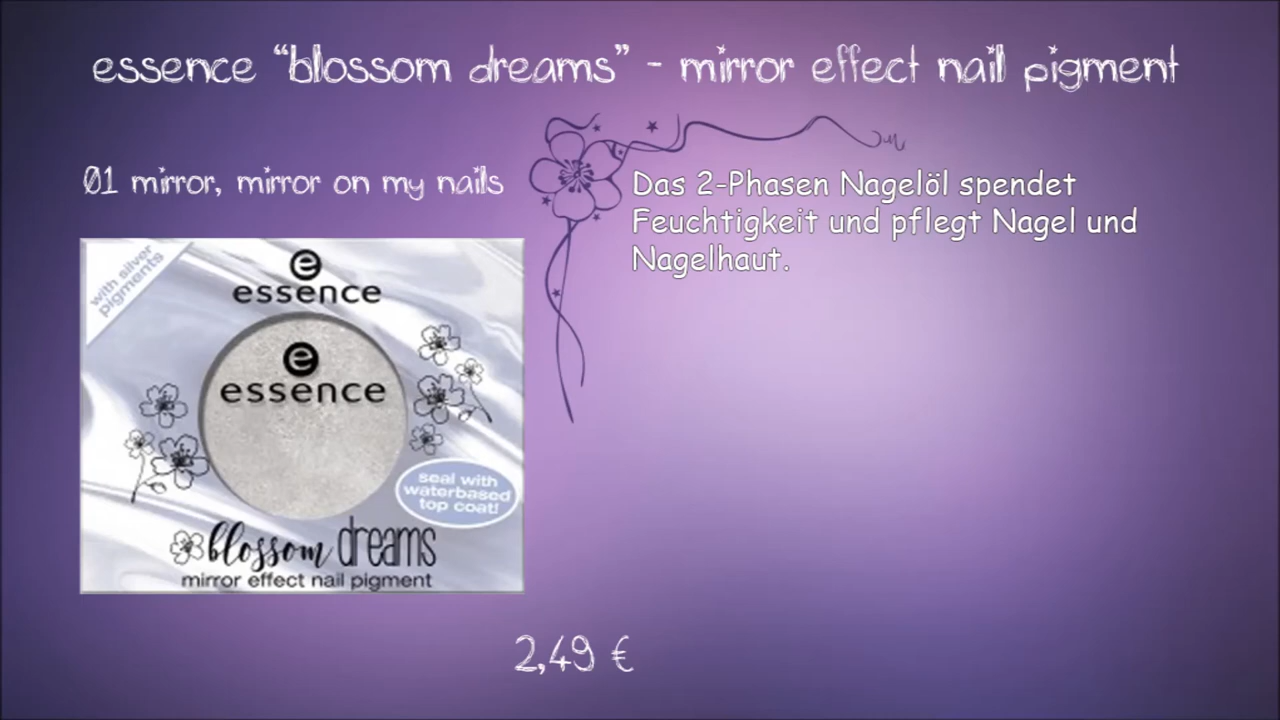 essence “blossom dreams” - mirror effect nail pigment
01 mirror, mirror on my nails
Das 2-Phasen Nagelöl spendet
Feuchtigkeit und pflegt Nagel und
Nagelhaut.
with silver
pigments
e
essence
e
essence
seal with
waterbased
top coat!
blossom dreams
mirror effect nail pigment
2,49 €